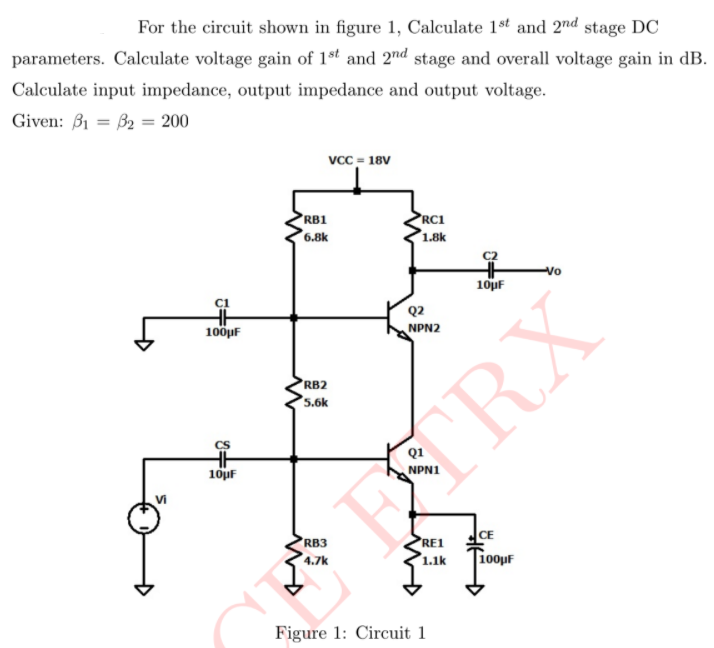 For the circuit shown in figure 1, Calculate 1st and 2nd stage DC
parameters. Calculate voltage gain of 1st and 2nd stage and overall voltage gain in dB.
Calculate input impedance, output impedance and output voltage.
Given: β1 = β2 = 200
VCC = 18V
RB1
6.8k
RC1
1.8k
C2
10µF
Vo
C1
100µF
Q2
NPN2
RB2
5.6k
CS
10µF
Q1
NPN1
Vi
RB3
4.7k
RE1
1.1k
CE
100µF
CE ETRX
Figure 1: Circuit 1